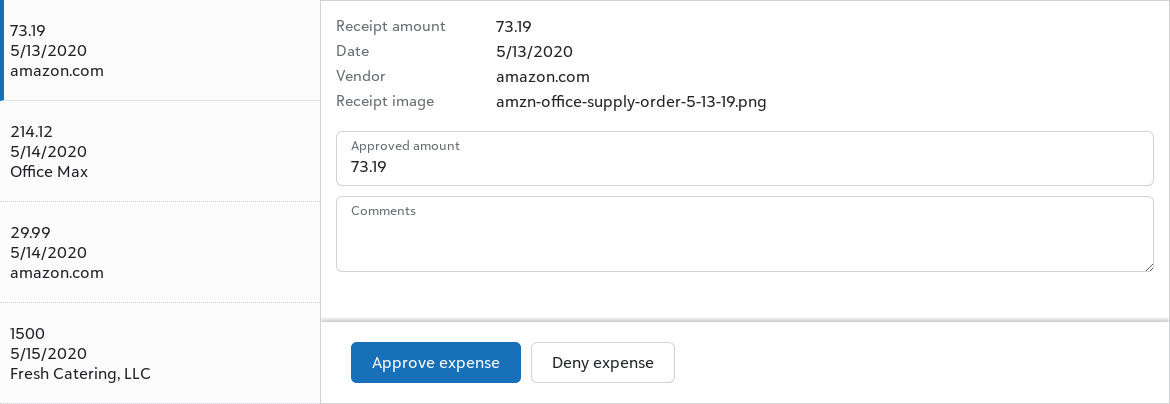 73.19
5/13/2020
amazon.com
214.12
5/14/2020
Office Max
29.99
5/14/2020
amazon.com
1500
5/15/2020
Fresh Catering, LLC
Receipt amount 73.19
Date 5/13/2020
Vendor amazon.com
Receipt image amzn-office-supply-order-5-13-19.png
Approved amount
73.19
Comments
Approve expense Deny expense